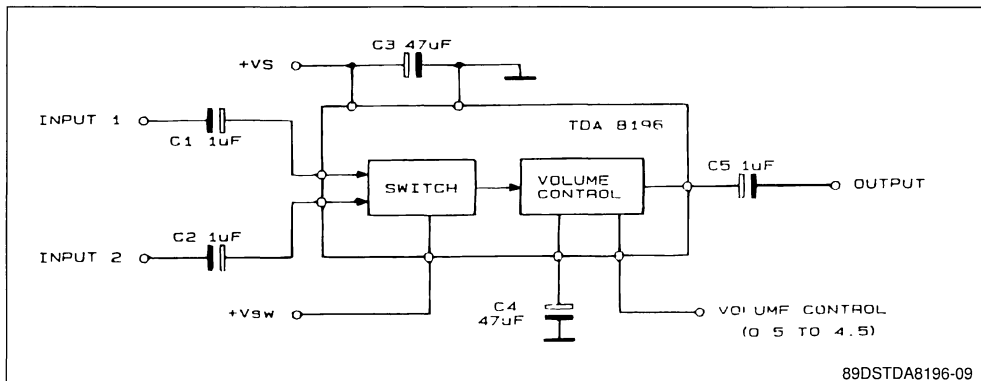 C3 47uF
+VS
INPUT 1
TDA 8196
C1 1uF
C5 1uF
SWITCH
VOLUME
CONTROL
OUTPUT
C2 1uF
INPUT 2
+Vsw
C4
47uF
VOLUME CONTROL
(0 5 TO 4.5)
89DSTDA8196-09